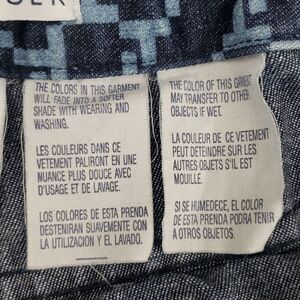 THE COLORS IN THIS GARMENT
WILL FADE INTO A SOFTER
SHADE WITH WEARING AND
WASHING.
LES COULEURS DANS CE
VETEMENT PALIRONT EN UNE
NUANCE PLUS DOUCE AVEC
D'USAGE ET DE LAVAGE.
LOS COLORES DE ESTA PRENDA
DESTENIRAN SUAVEMENTE CON
LA UTILIZACION Y EL LAVADO.
THE COLOR OF THIS GARMENT
MAY TRANSFER TO OTHER
OBJECTS IF WET.
LA COULEUR DE CE VETEMENT
PEUT DETEINDRE SUR LES
AUTRES OBJETS S'IL EST
MOUILLE.
SI SE HUMEDECE, EL COLOR
DE ESTA PRENDA PODRA TENIR
A OTROS OBJETOS.